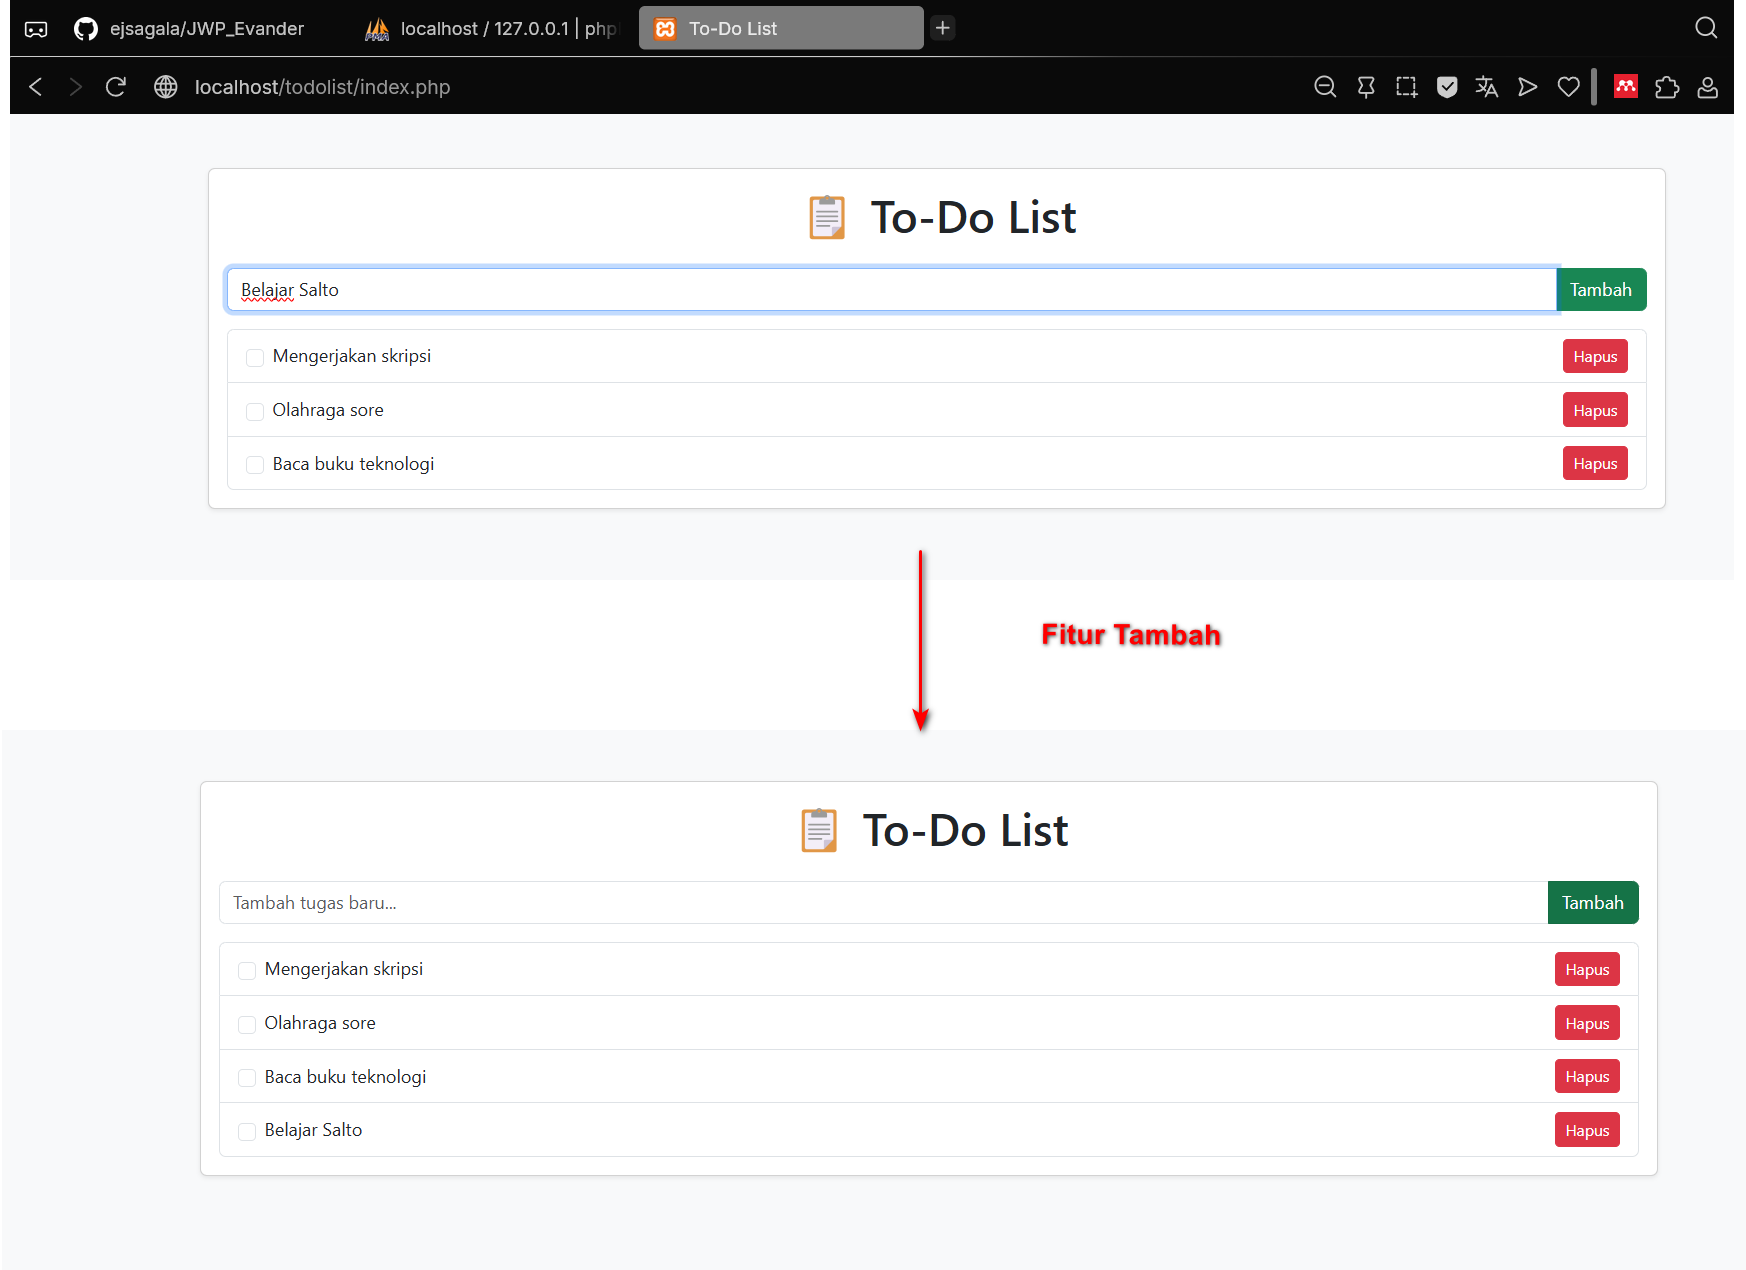 ejsagala/JWP_Evander
localhost / 127.0.0.1 | php
To-Do List
localhost/todolist/index.php
To-Do List
Belajar Salto
Tambah
Mengerjakan skripsi
Hapus
Olahraga sore
Hapus
Baca buku teknologi
Hapus
Fitur Tambah
To-Do List
Tambah tugas baru...
Tambah
Mengerjakan skripsi
Hapus
Olahraga sore
Hapus
Baca buku teknologi
Hapus
Belajar Salto
Hapus